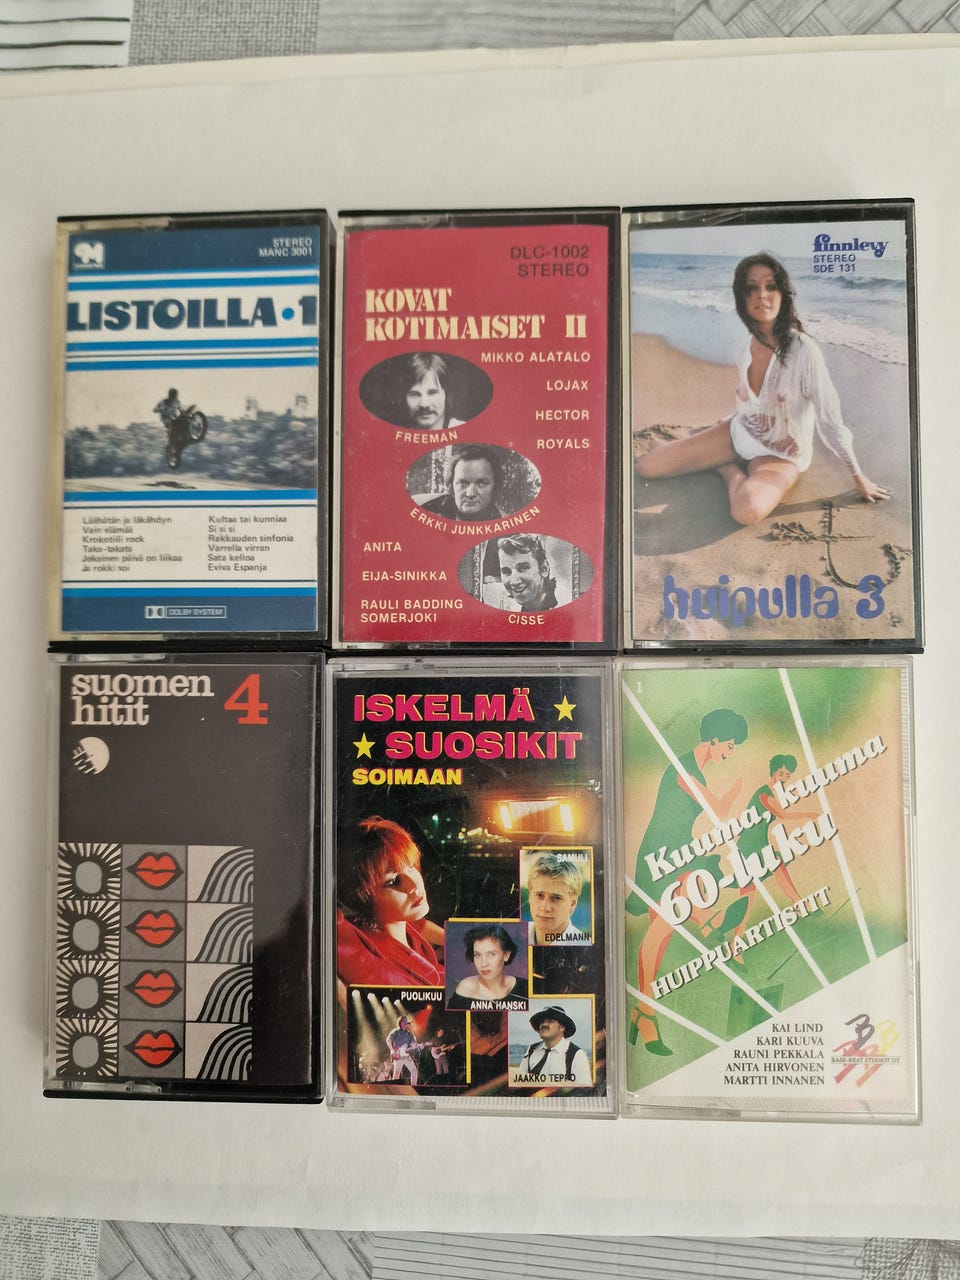 STEREO
MANC 3001
LISTOILLA•1
Läähätän ja läkähdyn
Vain elämää
Krokotiili rock
Taka-takata
Jokainen päivä on liikaa
Ja rokki soi
Kultaa tai kunniaa
Si si si
Rakkauden sinfonia
Varrella virran
Sata kelloa
Eviva Espanja
DOLBY SYSTEM
DLC-1002
STEREO
KOVAT
KOTIMAISET II
MIKKO ALATALO
LOJAX
HECTOR
ROYALS
FREEMAN
ERKKI JUNKKARINEN
ANITA
EIJA-SINIKKA
RAULI BADDING
SOMERJOKI
CISSE
finnlevy
STEREO
SDE 131
huipulla 3
suomen
hitit 4
EMI
ISKELMÄ
SUOSIKIT
SOIMAAN
SAMULI
EDELMANN
ANNA HANSKI
PUOLIKUU
JAAKKO TEPPO
1
Kuuma, kuuma
60-luku
HUIPPUARTISTIT
KAI LIND
KARI KUUVA
RAUNI PEKKALA
ANITA HIRVONEN
MARTTI INNANEN
BBB
BASE-BEAT STUDIOT OY